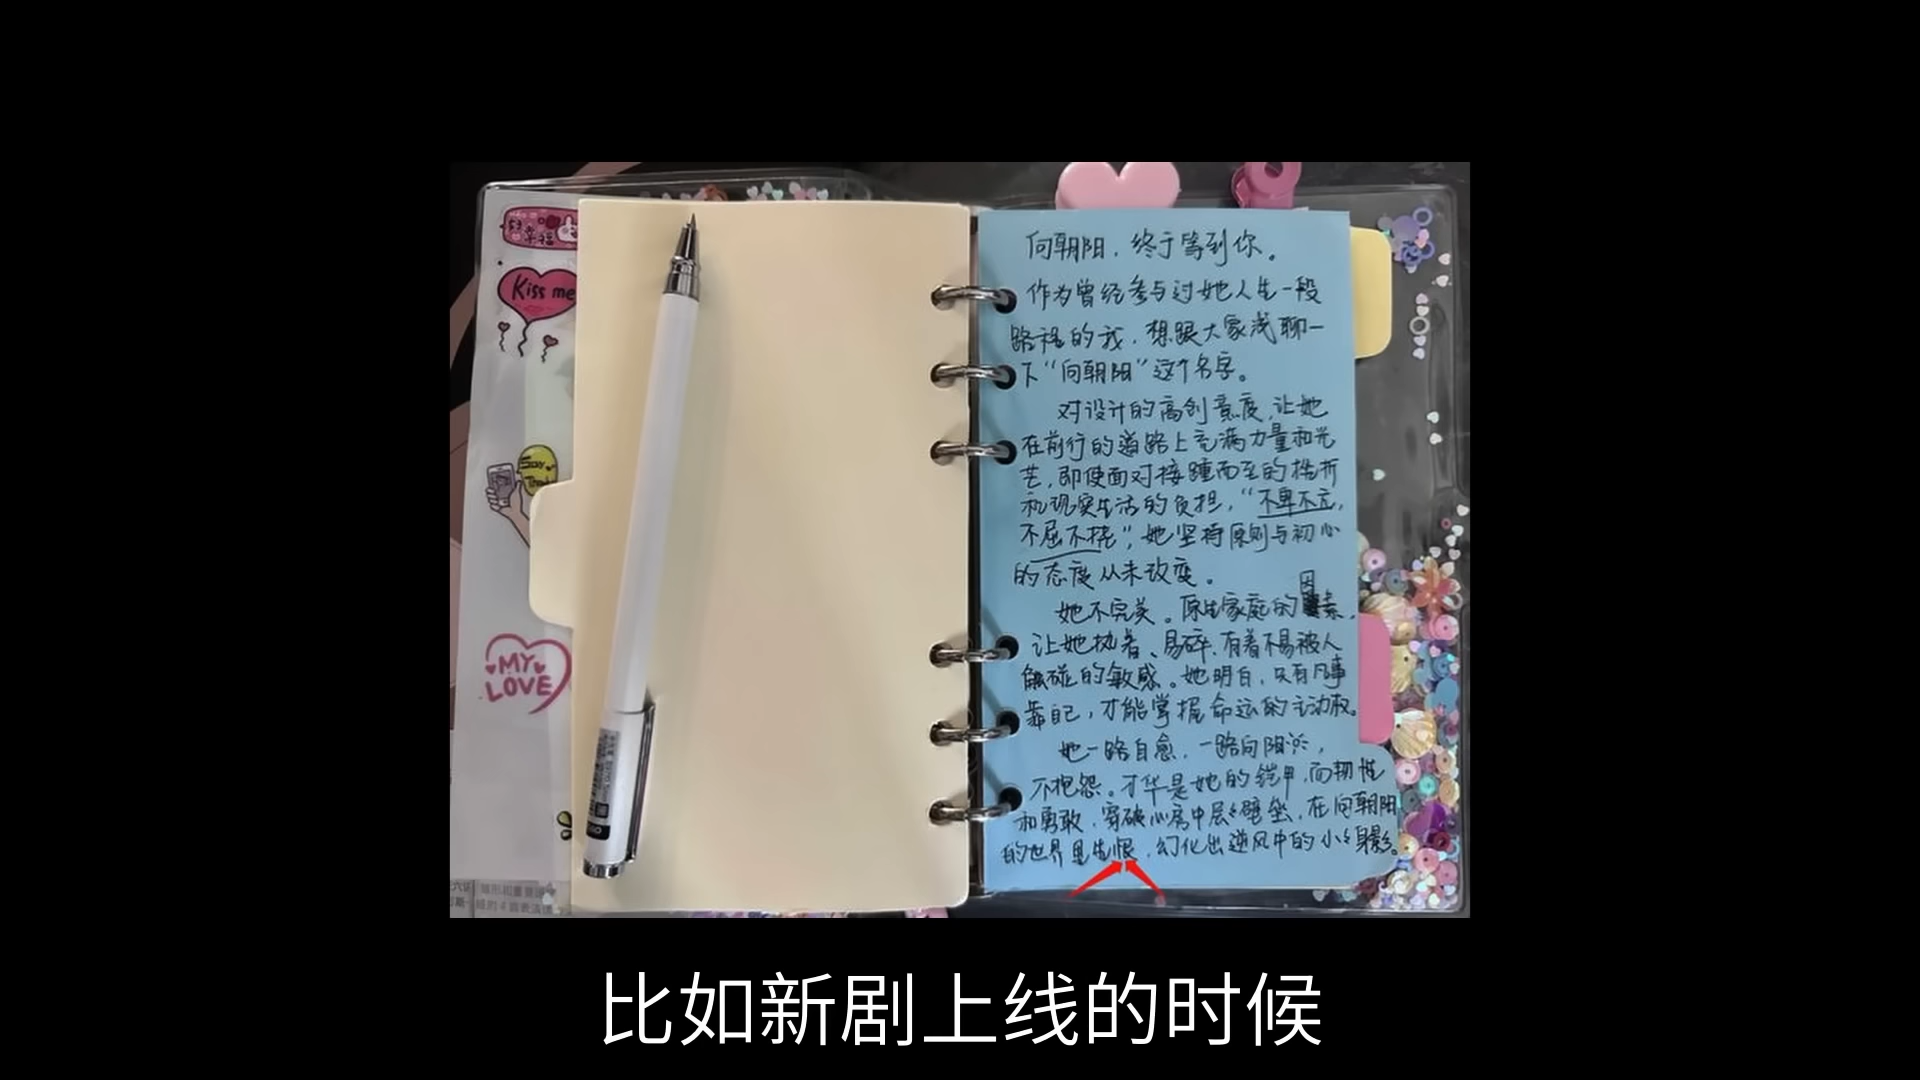 幸福
Kiss me
Say
Thank
MY
LOVE
向朝阳，终于等到你。
作为曾经参与过她人生一段
路程的我，想跟大家浅聊一
下“向朝阳”这个名字。
对设计的高创意度，让她
在前行的道路上充满力量和光
芒，即使面对接踵而至的挫折
和现实生活的负担，“不卑不亢，
不屈不挠”，她坚持原则与初心
的态度从未改变。
她不完美。原生家庭的因素，
让她执着、易碎、有着不易被人
触碰的敏感。她明白，只有凡事
靠自己，才能掌握命运的主动权。
她一路自愈，一路向阳，
不抱怨。才华是她的铠甲，而韧性
和勇敢，穿破心房中层层壁垒，在向朝阳
的世界里生恨，幻化出逆风中的小小身影。
比如新剧上线的时候